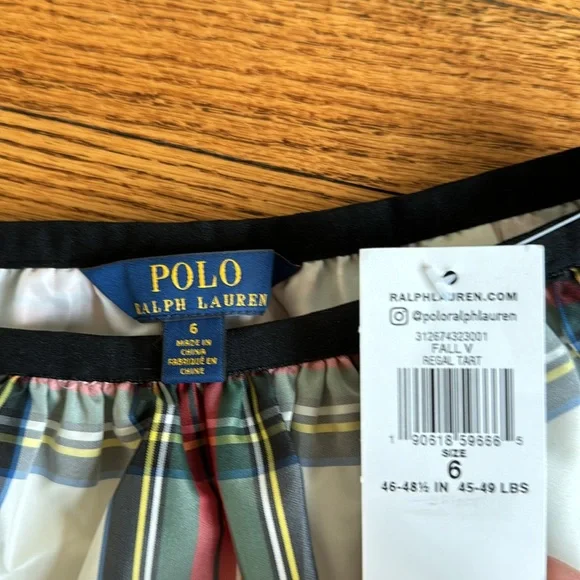 POLO
RALPH LAUREN
6
MADE IN
CHINA
FABRIQUÉ EN
CHINE
RALPHLAUREN.COM
@poloralphlauren
312674323001
FALL V
REGAL TART
1 90618 59666 5
SIZE
6
46-48½ IN 45-49 LBS